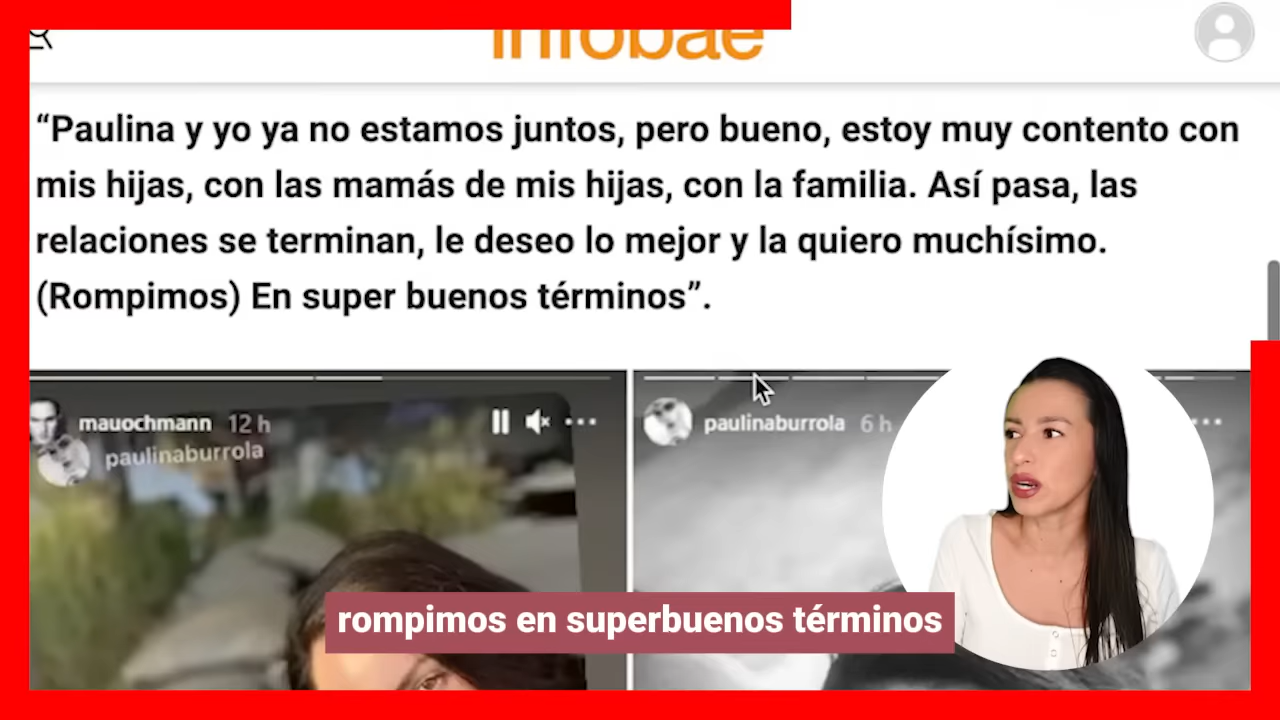 infobae
“Paulina y yo ya no estamos juntos, pero bueno, estoy muy contento con
mis hijas, con las mamás de mis hijas, con la familia. Así pasa, las
relaciones se terminan, le deseo lo mejor y la quiero muchísimo.
(Rompimos) En super buenos términos”.
mauochmann 12 h
paulinaburrola
paulinaburrola 6 h
rompimos en superbuenos términos